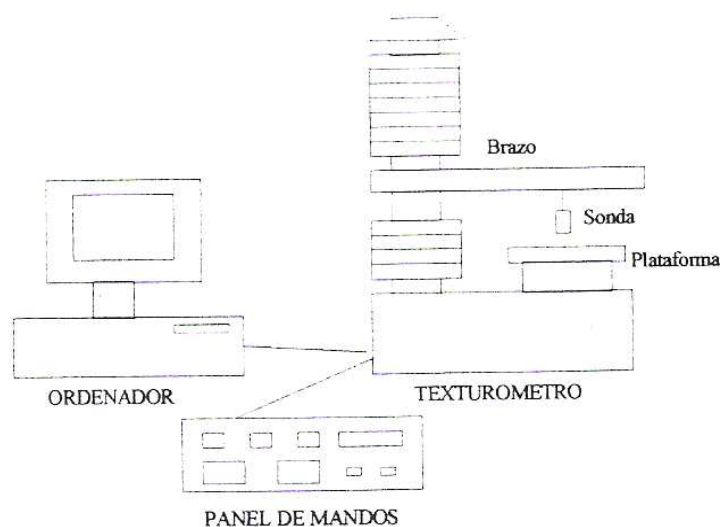 Brazo
Sonda
Plataforma
ORDENADOR
TEXTUROMETRO
PANEL DE MANDOS